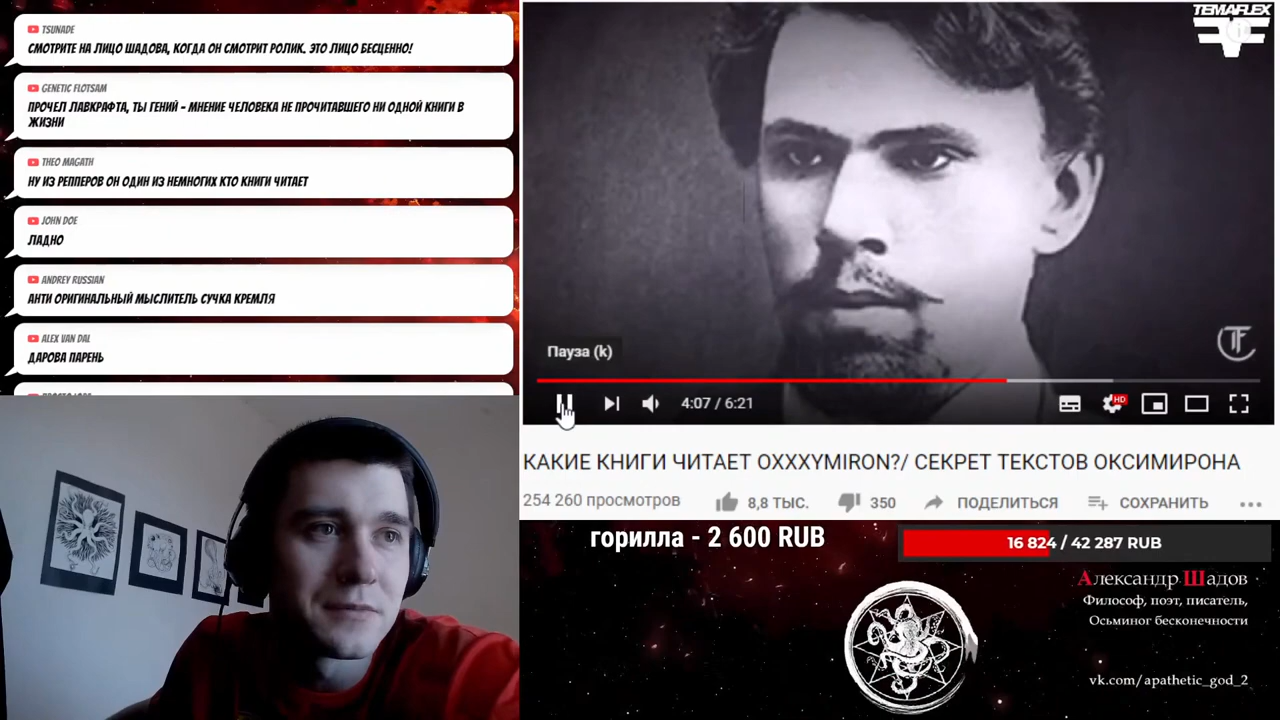 TSUNADE
СМОТРИТЕ НА ЛИЦО ШАДОВА, КОГДА ОН СМОТРИТ РОЛИК. ЭТО ЛИЦО БЕСЦЕННО!
GENETIC FLOTSAM
ПРОЧЕЛ ЛАВКРАФТА, ТЫ ГЕНИЙ - МНЕНИЕ ЧЕЛОВЕКА НЕ ПРОЧИТАВШЕГО НИ ОДНОЙ КНИГИ В
ЖИЗНИ
THEO MAGATH
НУ ИЗ РЕППЕРОВ ОН ОДИН ИЗ НЕМНОГИХ КТО КНИГИ ЧИТАЕТ
JOHN DOE
ЛАДНО
ANDREY RUSSIAN
АНТИ ОРИГИНАЛЬНЫЙ МЫСЛИТЕЛЬ СУЧКА КРЕМЛЯ
ALEX VAN DAL
ДАРОВА ПАРЕНЬ
TEMAFLEX
TF
Пауза (k)
4:07 / 6:21
HD
КАКИЕ КНИГИ ЧИТАЕТ OXXXYMIRON?/ СЕКРЕТ ТЕКСТОВ ОКСИМИРОНА
254 260 просмотров
8,8 ТЫС.
350
ПОДЕЛИТЬСЯ
СОХРАНИТЬ
горилла - 2 600 RUB
16 824 / 42 287 RUB
Александр Шадов
Философ, поэт, писатель,
Осьминог бесконечности
vk.com/apathetic_god_2